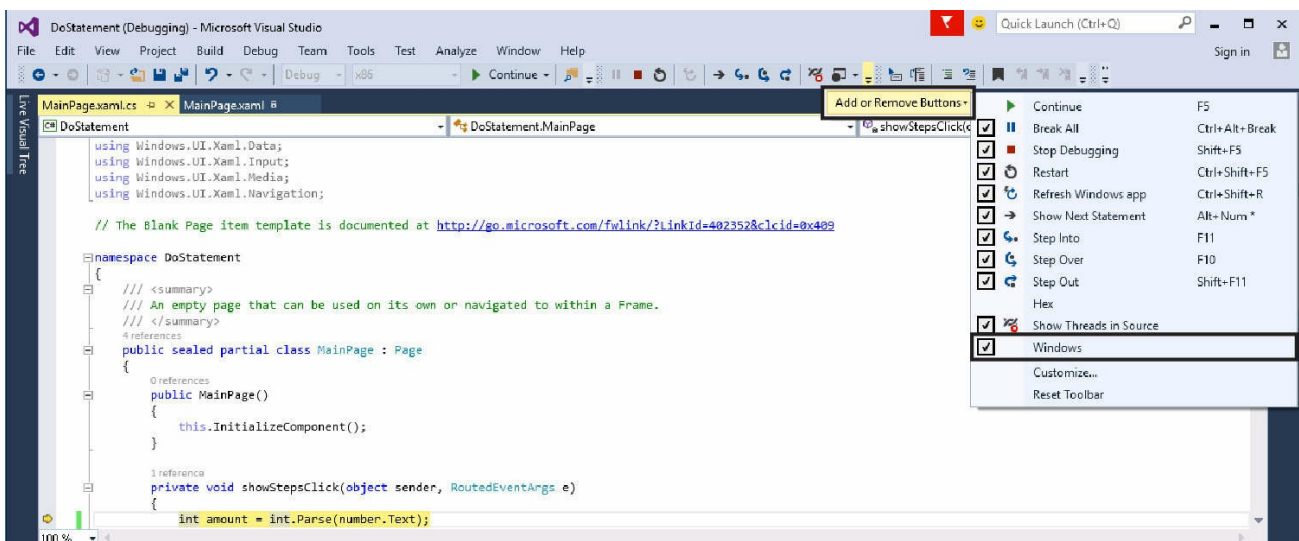 DoStatement (Debugging) - Microsoft Visual Studio
Quick Launch (Ctrl+Q)
File Edit View Project Build Debug Team Tools Test Analyze Window Help
Sign in
Debug x86 Continue
Live Visual Tree
MainPage.xaml.cs MainPage.xaml
Add or Remove Buttons
C# DoStatement DoStatement.MainPage showStepsClick(
using Windows.UI.Xaml.Data;
using Windows.UI.Xaml.Input;
using Windows.UI.Xaml.Media;
using Windows.UI.Xaml.Navigation;
// The Blank Page item template is documented at http://go.microsoft.com/fwlink/?LinkId=402352&clcid=0x409
namespace DoStatement
{
/// <summary>
/// An empty page that can be used on its own or navigated to within a Frame.
/// </summary>
4 references
public sealed partial class MainPage : Page
{
0 references
public MainPage()
{
this.InitializeComponent();
}
1 reference
private void showStepsClick(object sender, RoutedEventArgs e)
{
int amount = int.Parse(number.Text);
100 %
Continue F5
Break All Ctrl+Alt+Break
Stop Debugging Shift+F5
Restart Ctrl+Shift+F5
Refresh Windows app Ctrl+Shift+R
Show Next Statement Alt+Num *
Step Into F11
Step Over F10
Step Out Shift+F11
Hex
Show Threads in Source
Windows
Customize...
Reset Toolbar